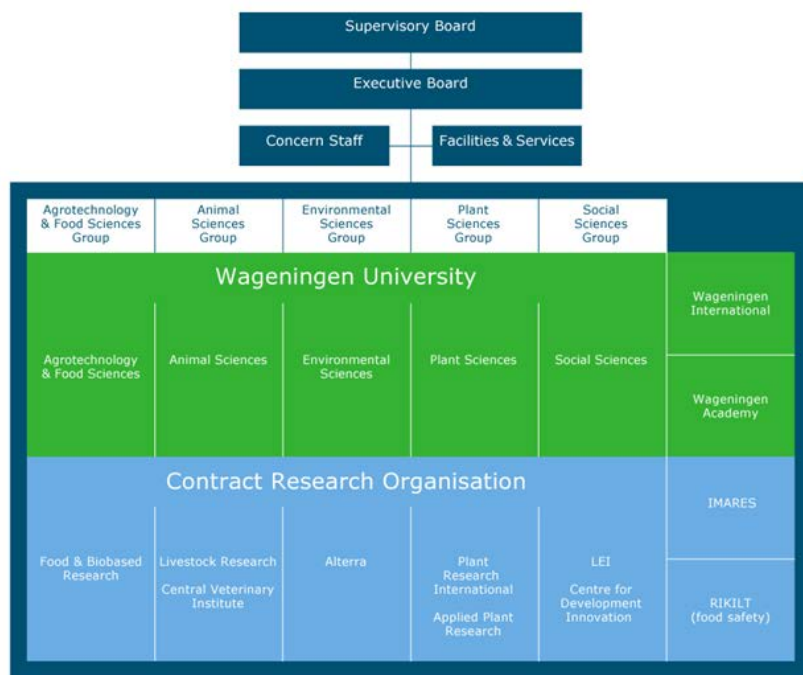 Supervisory Board
Executive Board
Concern Staff
Facilities & Services
Agrotechnology
& Food Sciences
Group
Animal
Sciences
Group
Environmental
Sciences
Group
Plant
Sciences
Group
Social
Sciences
Group
Wageningen University
Agrotechnology
& Food Sciences
Animal Sciences
Environmental
Sciences
Plant Sciences
Social Sciences
Wageningen
International
Wageningen
Academy
Contract Research Organisation
Food & Biobased
Research
Livestock Research
Central Veterinary
Institute
Alterra
Plant
Research
International
Applied Plant
Research
LEI
Centre for
Development
Innovation
IMARES
RIKILT
(food safety)